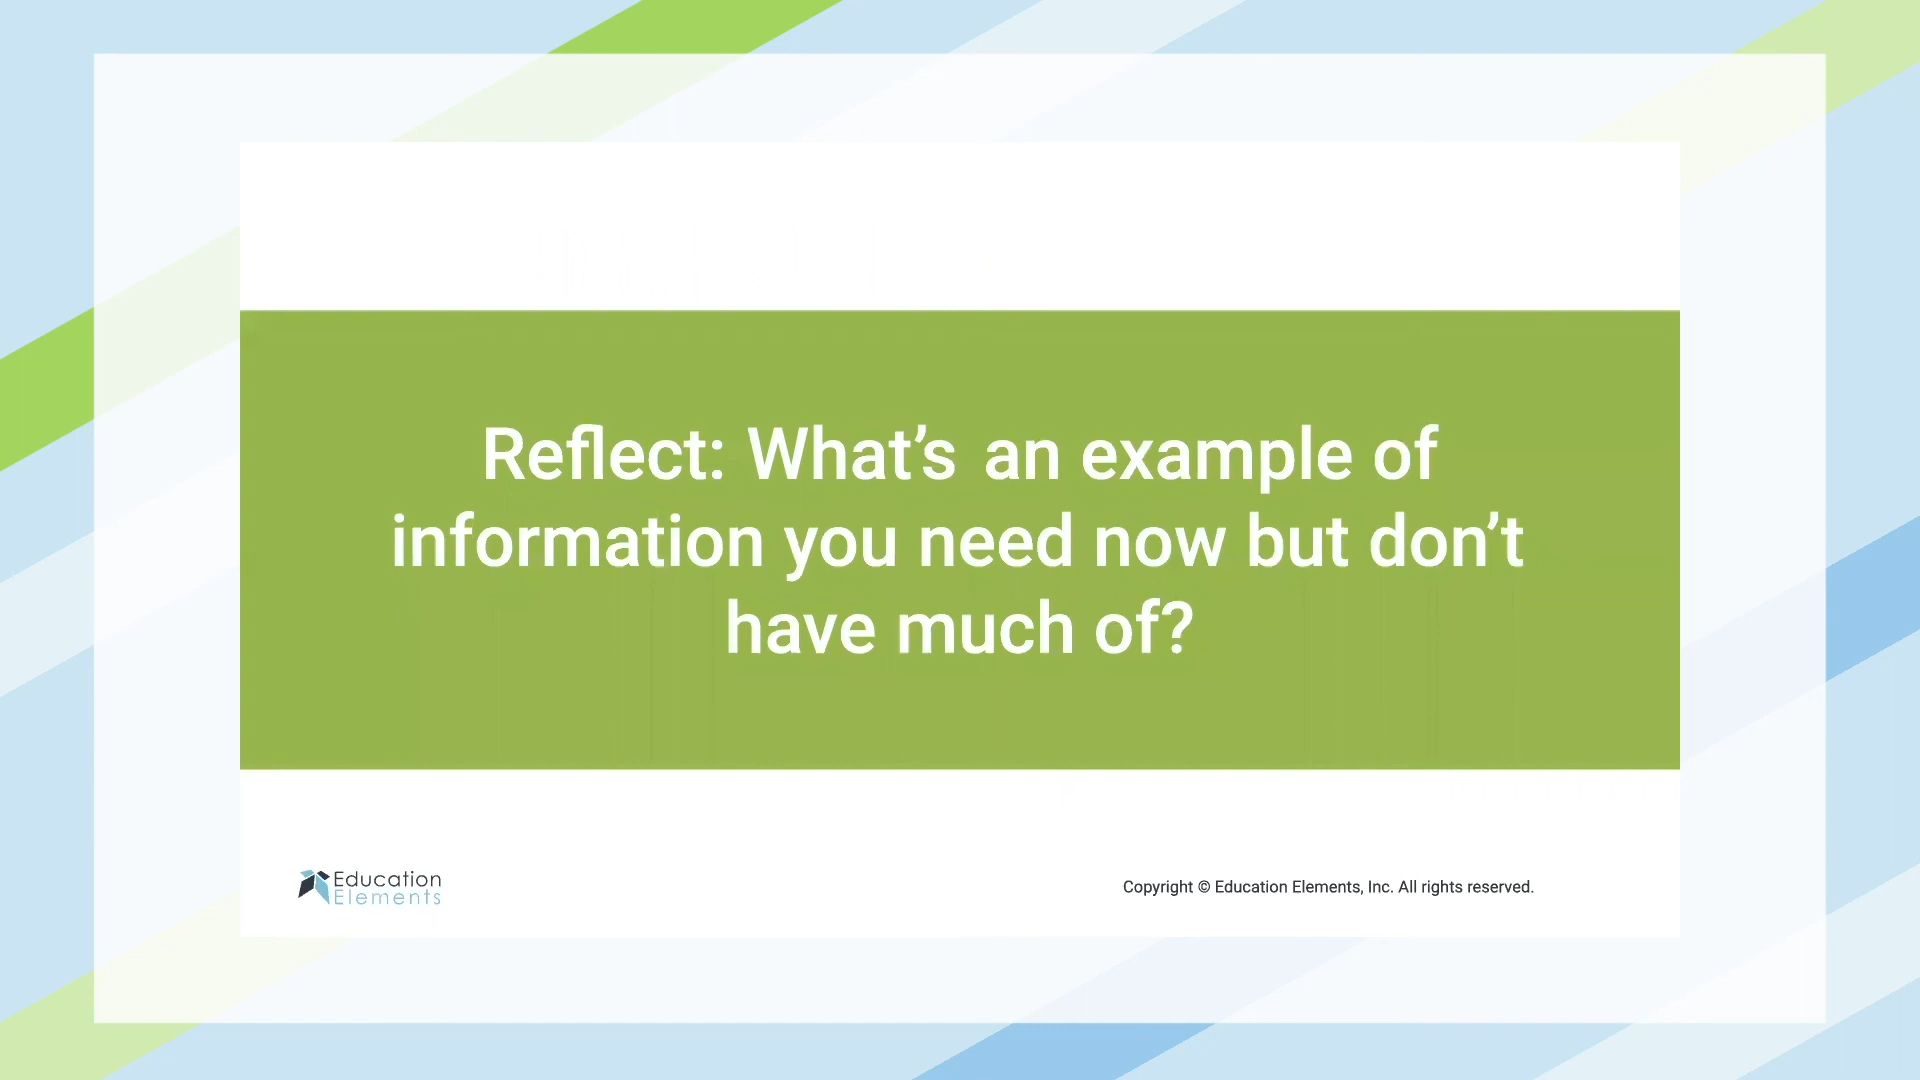 Reflect: What’s an example of
information you need now but don’t
have much of?
Education
Elements
Copyright © Education Elements, Inc. All rights reserved.